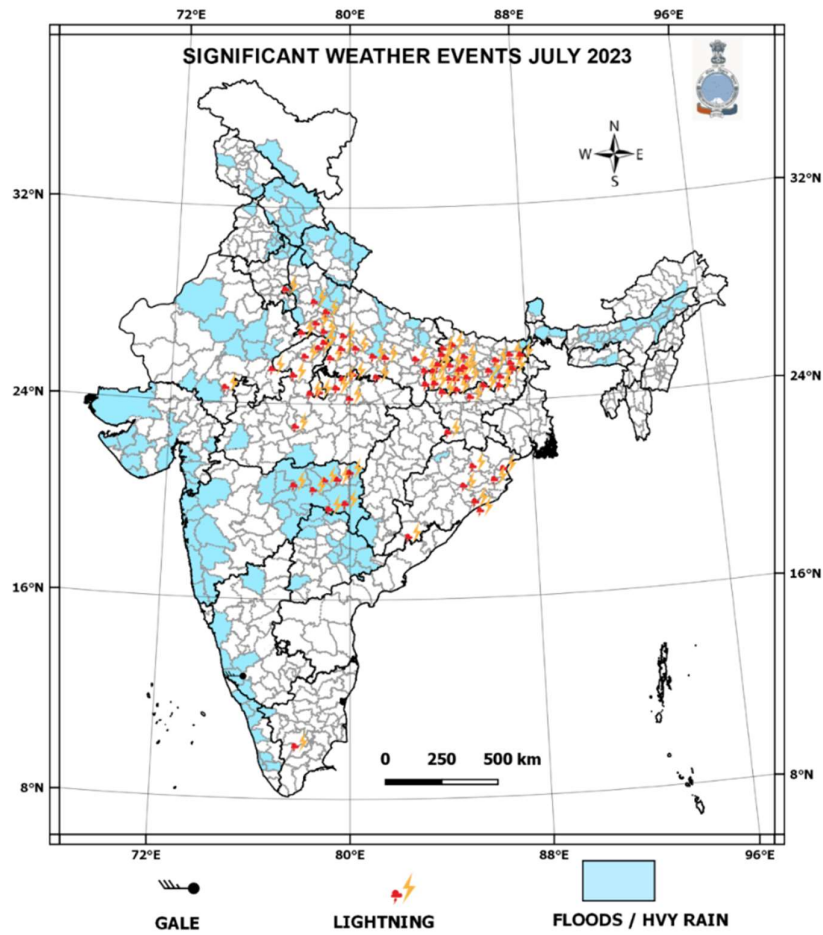 72°E 80°E 88°E 96°E
SIGNIFICANT WEATHER EVENTS JULY 2023
N
W E
S
32°N 32°N
24°N 24°N
16°N 16°N
0 250 500 km
8°N 8°N
72°E 80°E 88°E 96°E
GALE LIGHTNING FLOODS / HVY RAIN